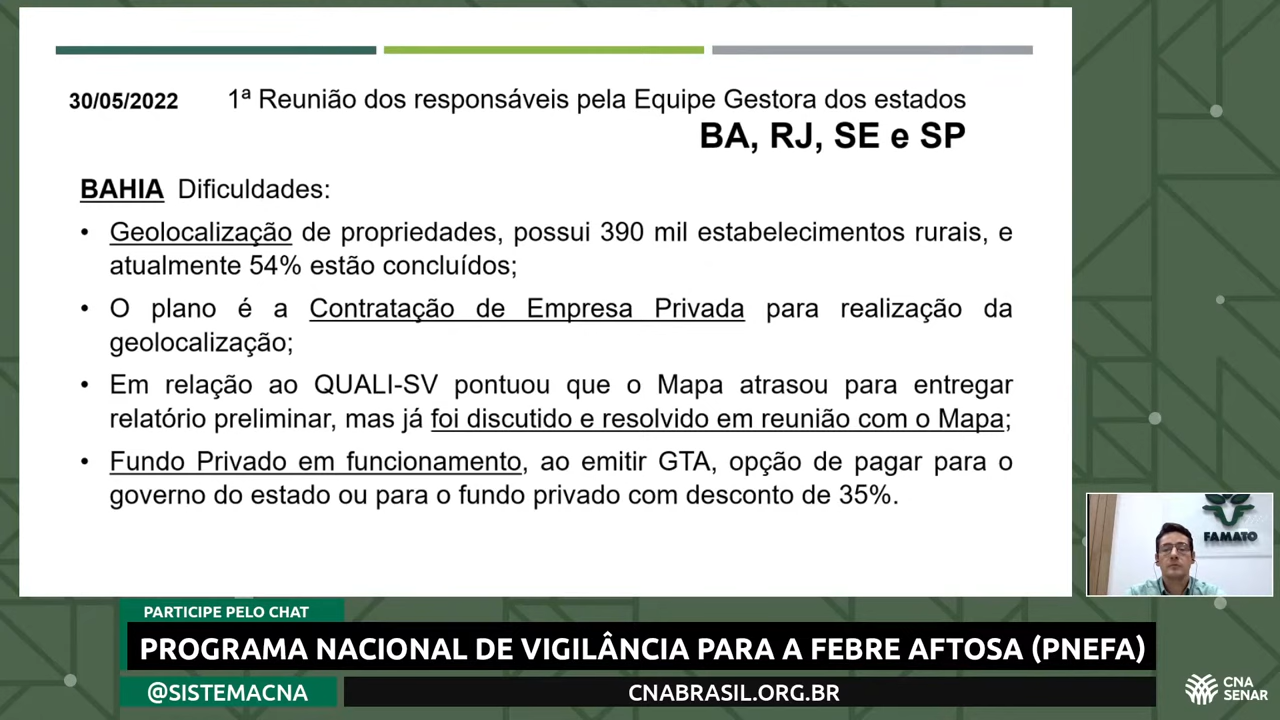 30/05/2022 1ª Reunião dos responsáveis pela Equipe Gestora dos estados
BA, RJ, SE e SP
BAHIA Dificuldades:
• Geolocalização de propriedades, possui 390 mil estabelecimentos rurais, e
atualmente 54% estão concluídos;
• O plano é a Contratação de Empresa Privada para realização da
geolocalização;
• Em relação ao QUALI-SV pontuou que o Mapa atrasou para entregar
relatório preliminar, mas já foi discutido e resolvido em reunião com o Mapa;
• Fundo Privado em funcionamento, ao emitir GTA, opção de pagar para o
governo do estado ou para o fundo privado com desconto de 35%.
FAMATO
PARTICIPE PELO CHAT
PROGRAMA NACIONAL DE VIGILÂNCIA PARA A FEBRE AFTOSA (PNEFA)
@SISTEMACNA
CNABRASIL.ORG.BR
CNA
SENAR